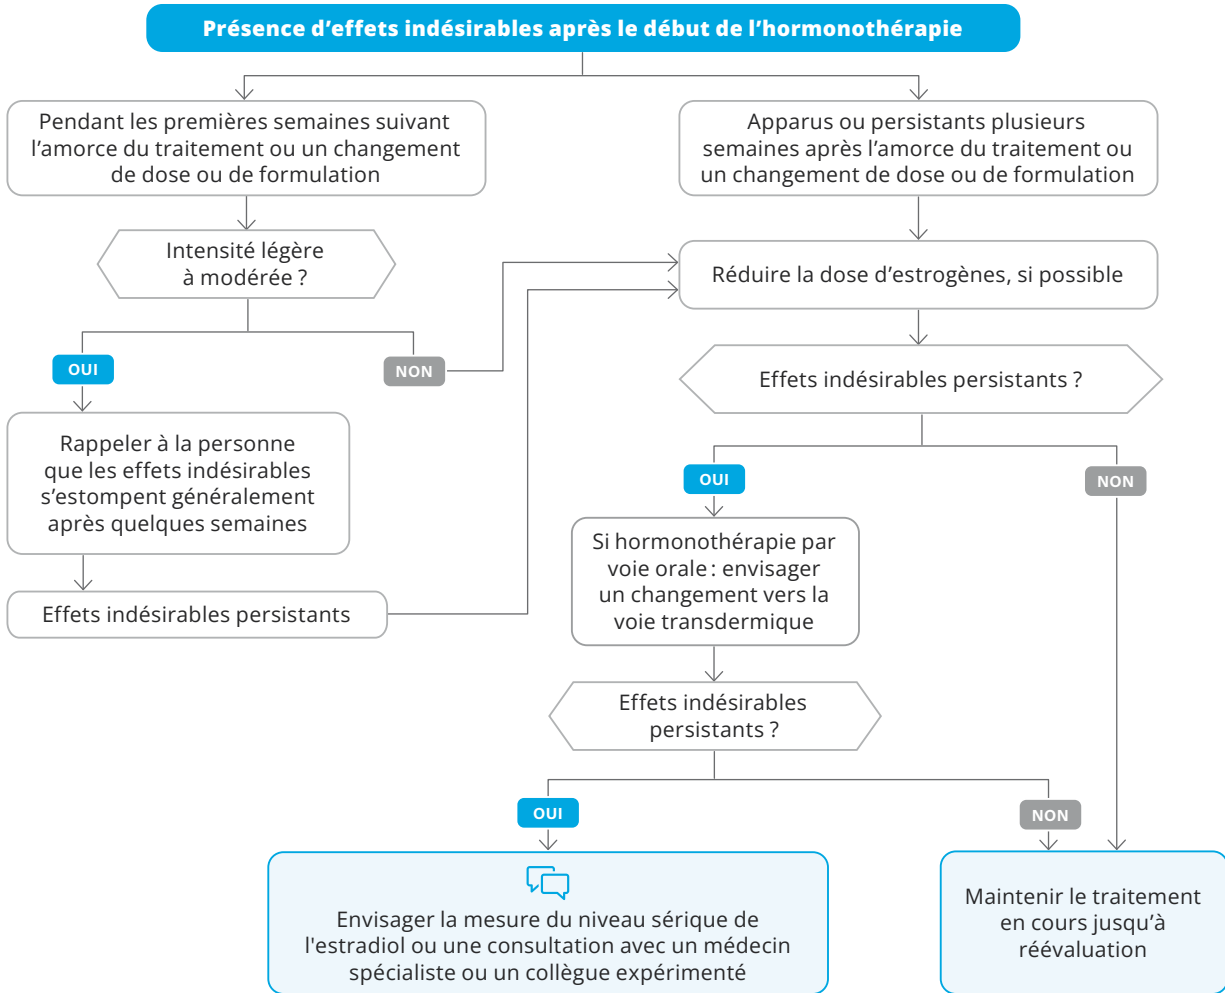 Présence d'effets indésirables après le début de l'hormonothérapie
Pendant les premières semaines suivant
l'amorce du traitement ou un changement
de dose ou de formulation
Apparus ou persistants plusieurs
semaines après l'amorce du traitement ou
un changement de dose ou de formulation
Intensité légère
à modérée ?
Réduire la dose d'estrogènes, si possible
OUI
NON
Effets indésirables persistants ?
Rappeler à la personne
que les effets indésirables
s'estompent généralement
après quelques semaines
OUI
NON
Effets indésirables persistants
Si hormonothérapie par
voie orale : envisager
un changement vers la
voie transdermique
Effets indésirables
persistants ?
OUI
NON
Envisager la mesure du niveau sérique de
l'estradiol ou une consultation avec un médecin
spécialiste ou un collègue expérimenté
Maintenir le traitement
en cours jusqu'à
réévaluation